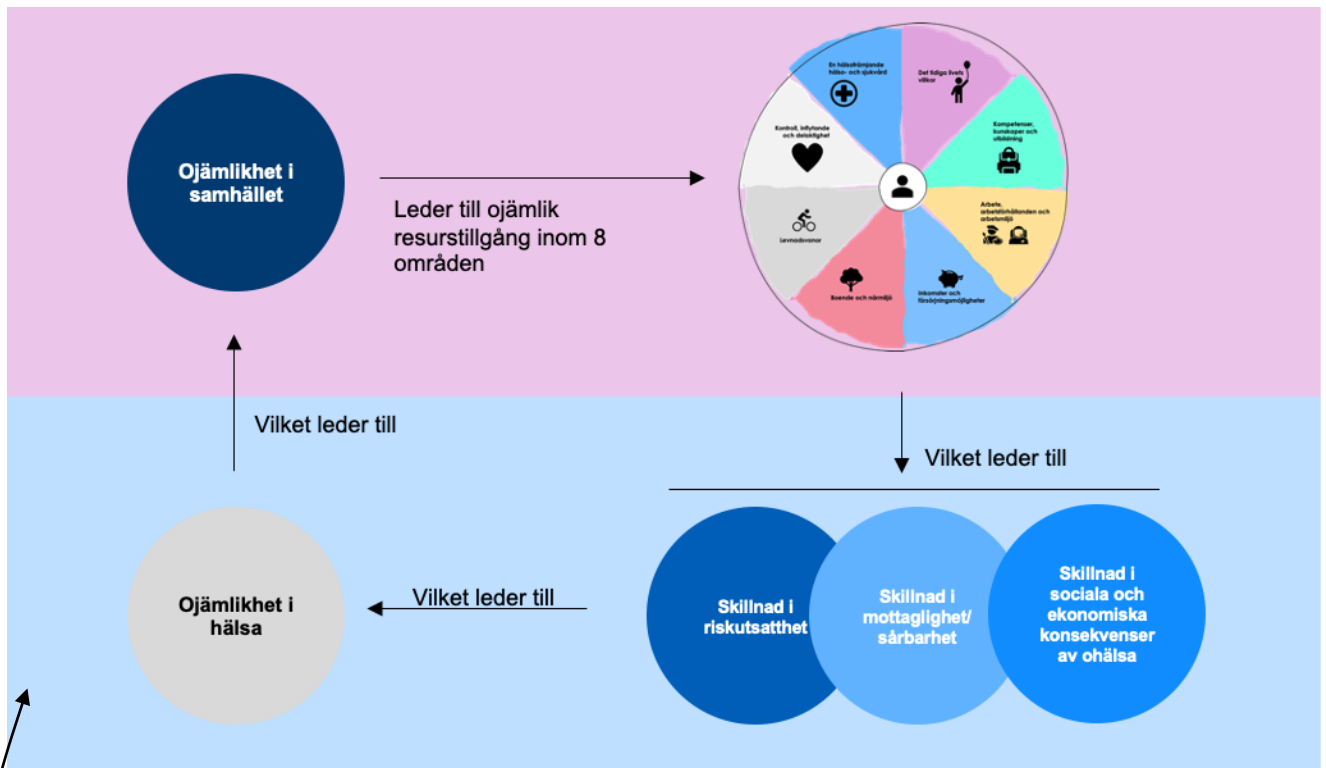 Ojämlikhet i
samhället
Leder till ojämlik
resurstillgång inom 8
områden
En hälsofrämjande
hälso- och sjukvård
Det tidiga livets
villkor
Kompetenser,
kunskaper och
utbildning
Arbete,
arbetsförhållanden och
arbetsmiljö
Inkomster och
försörjningsmöjligheter
Boende och närmiljö
Levnadsvanor
Kontroll, inflytande
och delaktighet
Vilket leder till
Skillnad i
riskutsatthet
Skillnad i
mottaglighet/
sårbarhet
Skillnad i
sociala och
ekonomiska
konsekvenser
av ohälsa
Vilket leder till
Ojämlikhet i
hälsa
Vilket leder till